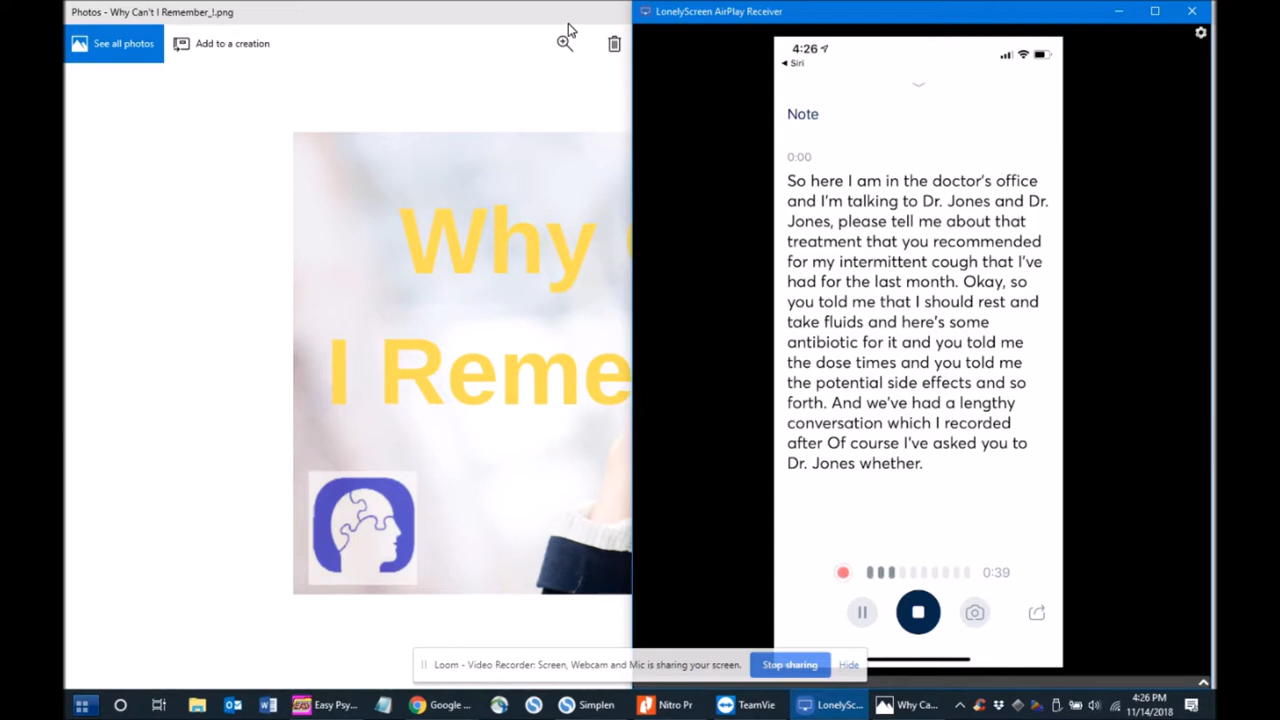 Photos - Why Can't I Remember_!.png
See all photos
Add to a creation
Why
I Reme
LonelyScreen AirPlay Receiver
4:26
Siri
Note
0:00
So here I am in the doctor's office
and I'm talking to Dr. Jones and Dr.
Jones, please tell me about that
treatment that you recommended
for my intermittent cough that I've
had for the last month. Okay, so
you told me that I should rest and
take fluids and here's some
antibiotic for it and you told me
the dose times and you told me
the potential side effects and so
forth. And we've had a lengthy
conversation which I recorded
after Of course I've asked you to
Dr. Jones whether.
0:39
Loom - Video Recorder: Screen, Webcam and Mic is sharing your screen.
Stop sharing
Hide
Easy Psy...
Google ...
Simplen
Nitro Pr
TeamVie
LonelySc...
Why Ca...
4:26 PM
11/14/2018